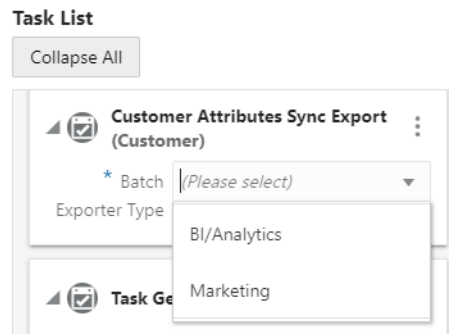 Task List
Collapse All
Customer Attributes Sync Export
(Customer)
* Batch (Please select)
Exporter Type
BI/Analytics
Marketing
Task Ge